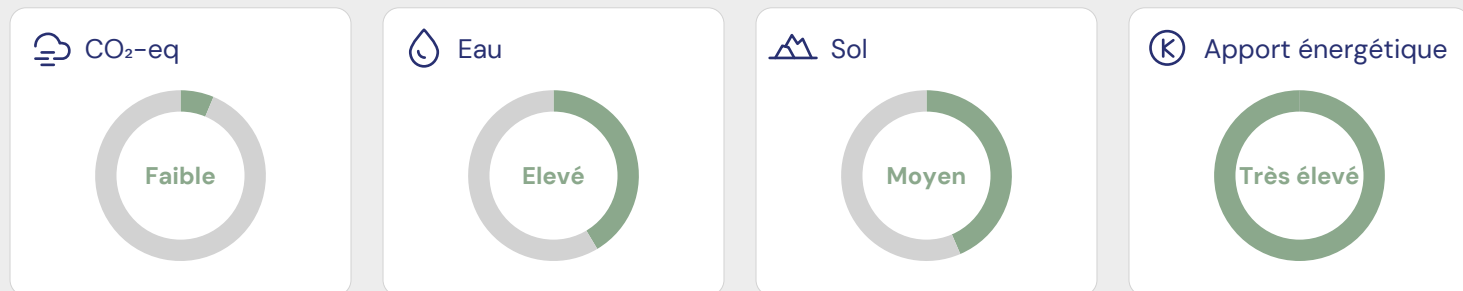 CO₂-eq
Faible
Eau
Elevé
Sol
Moyen
Apport énergétique
Très élevé